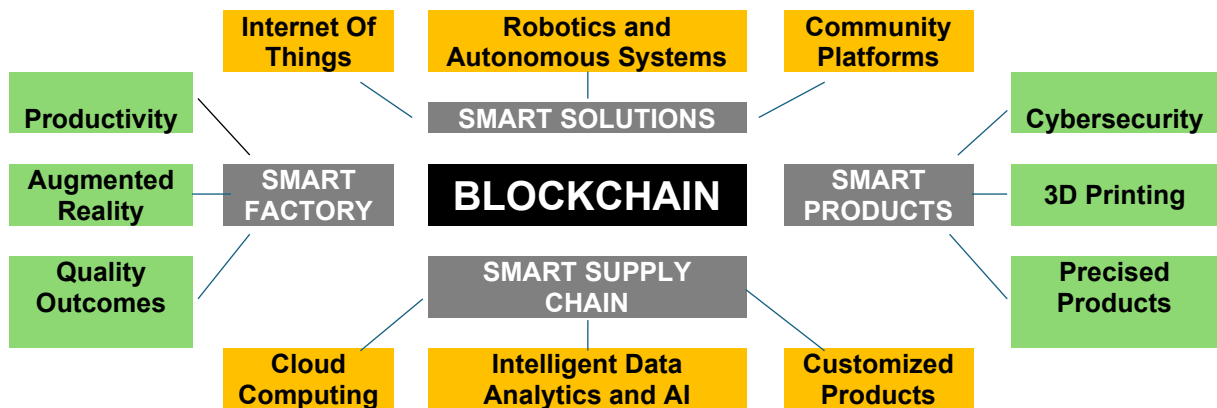 Internet Of
Things
Robotics and
Autonomous Systems
Community
Platforms
Productivity
SMART SOLUTIONS
Cybersecurity
Augmented
Reality
SMART
FACTORY
BLOCKCHAIN
SMART
PRODUCTS
3D Printing
Quality
Outcomes
SMART SUPPLY
CHAIN
Precised
Products
Cloud
Computing
Intelligent Data
Analytics and AI
Customized
Products